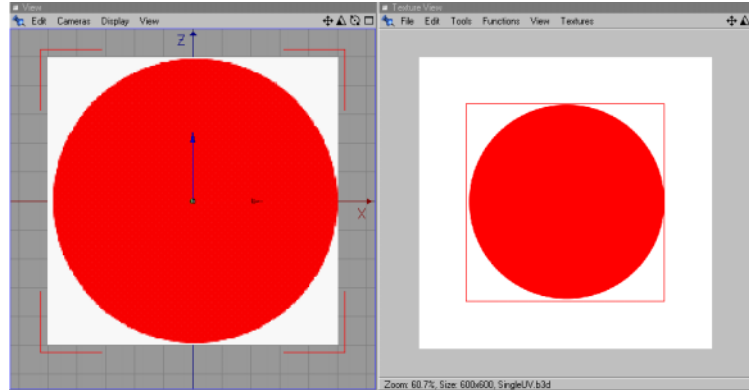 View
Edit Cameras Display View
Z
X
Texture View
File Edit Tools Functions View Textures
Zoom: 60.7%, Size: 600x600, SingleUV.b3d